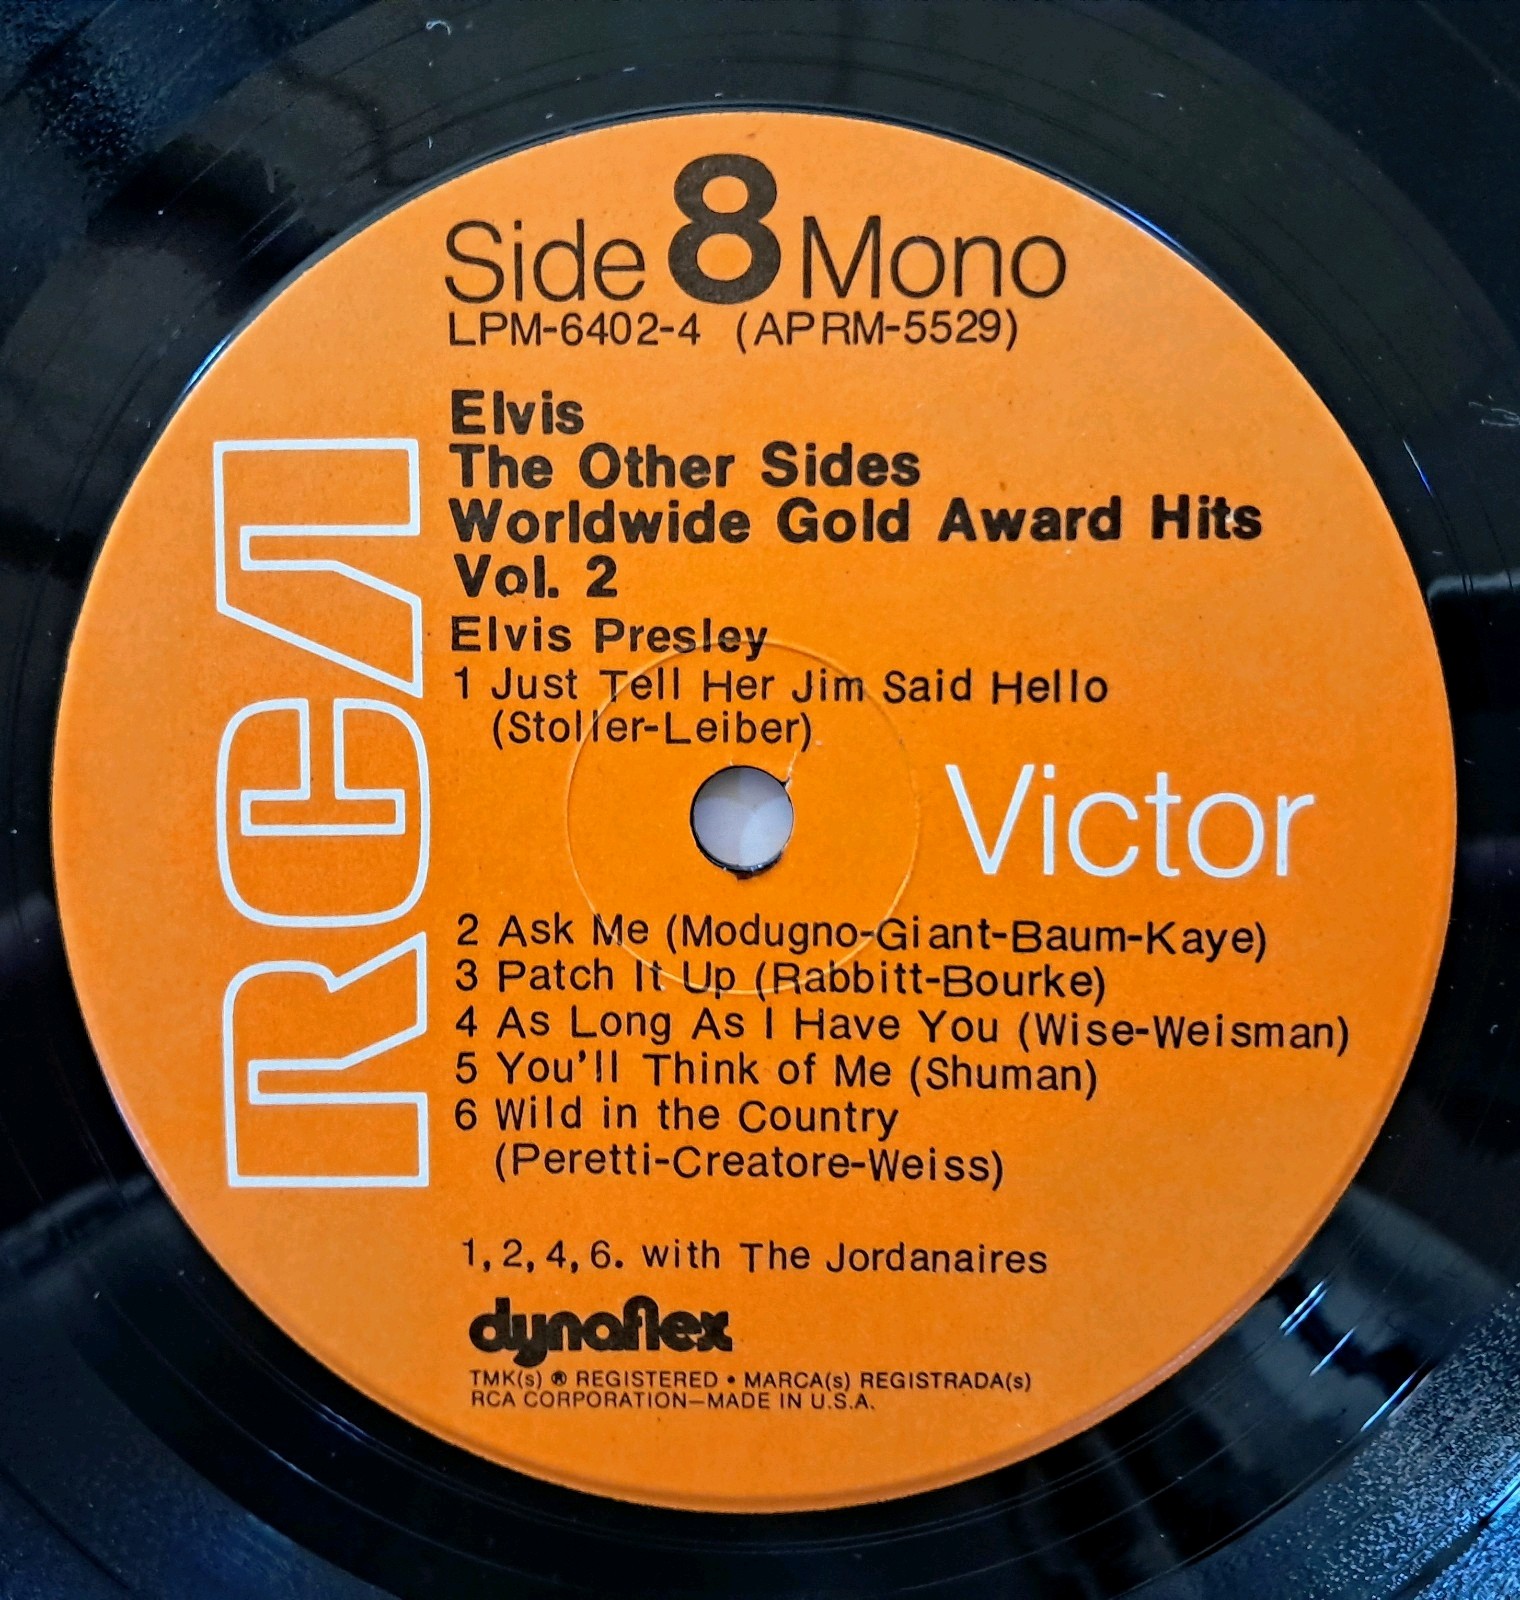 Side 8 Mono
LPM-6402-4 (APRM-5529)
Elvis
The Other Sides
Worldwide Gold Award Hits
Vol. 2
Elvis Presley
1 Just Tell Her Jim Said Hello
(Stoller-Leiber)
RCA
Victor
2 Ask Me (Modugno-Giant-Baum-Kaye)
3 Patch It Up (Rabbitt-Bourke)
4 As Long As I Have You (Wise-Weisman)
5 You'll Think of Me (Shuman)
6 Wild in the Country
(Peretti-Creatore-Weiss)
1,2,4,6. with The Jordanaires
dynaflex
TMK(s) ® REGISTERED • MARCA(s) REGISTRADA(s)
RCA CORPORATION—MADE IN U.S.A.